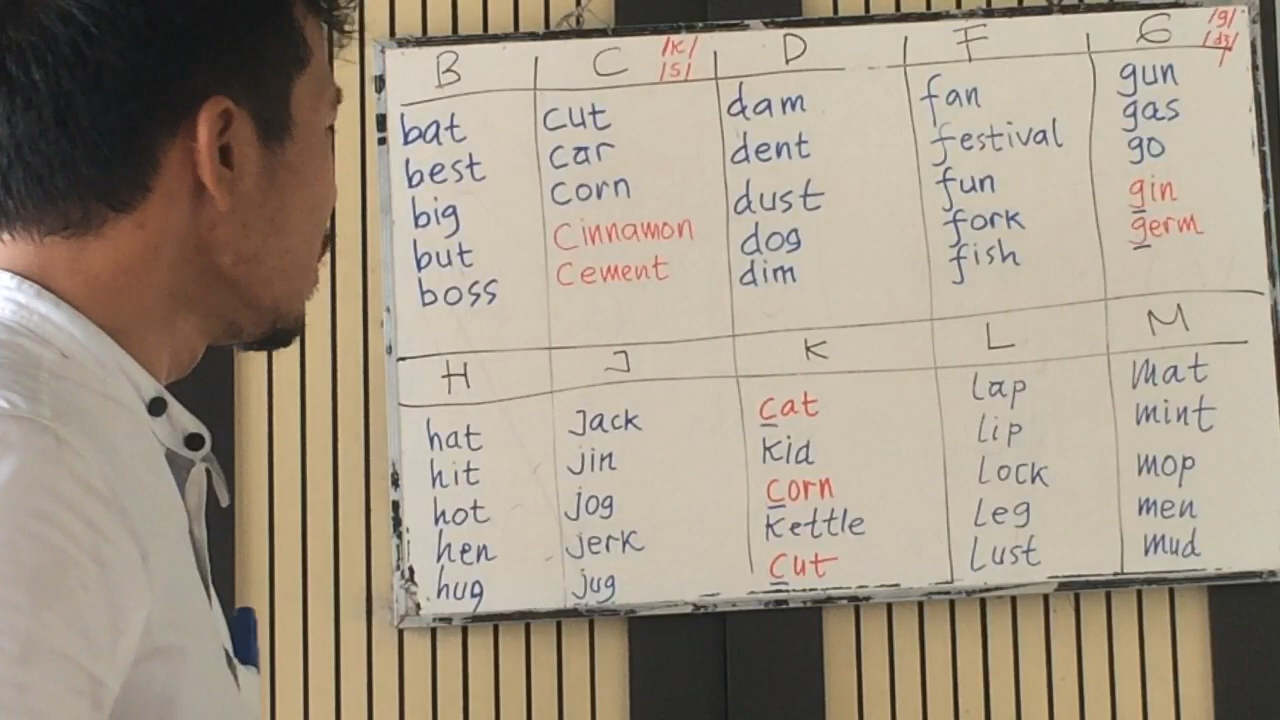 B
bat
best
big
but
boss
C /k/ /s/
cut
car
corn
Cinnamon
Cement
D
dam
dent
dust
dog
dim
F
fan
festival
fun
fork
fish
G /g/ /dʒ/
gun
gas
go
gin
germ
H
hat
hit
hot
hen
hug
J
Jack
jin
jog
jerk
jug
K
cat
kid
corn
kettle
cut
L
Lap
Lip
Lock
Leg
Lust
M
mat
mint
mop
men
mud